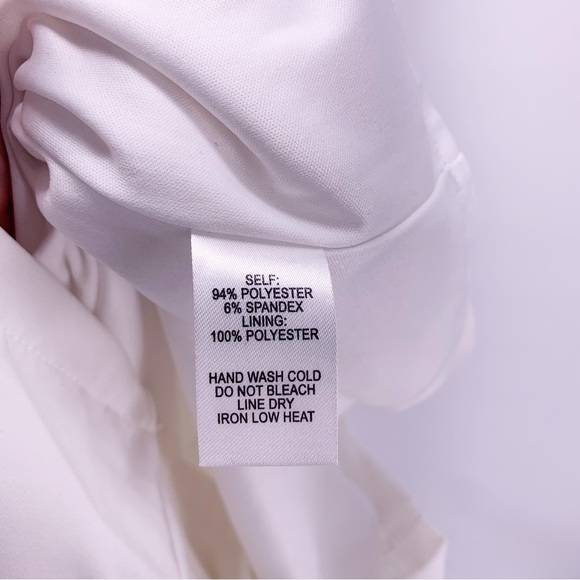 SELF:
94% POLYESTER
6% SPANDEX
LINING:
100% POLYESTER
HAND WASH COLD
DO NOT BLEACH
LINE DRY
IRON LOW HEAT